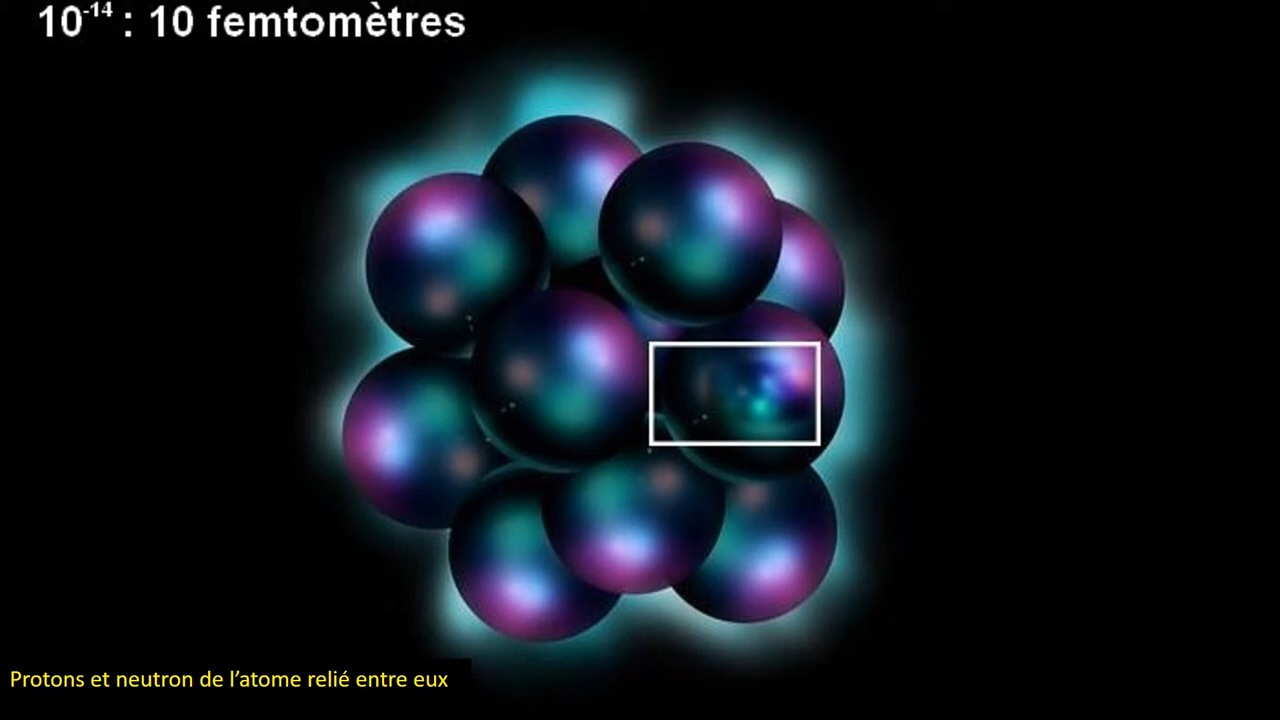 10⁻¹⁴ : 10 femtomètres
Protons et neutron de l’atome relié entre eux